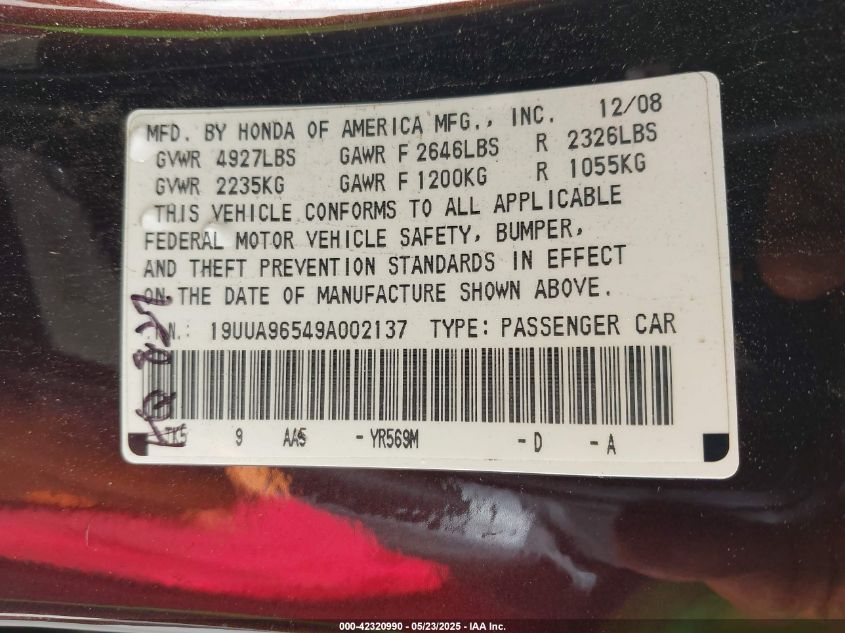 MFD. BY HONDA OF AMERICA MFG., INC. 12/08
GVWR 4927LBS GAWR F 2646LBS R 2326LBS
GVWR 2235KG GAWR F 1200KG R 1055KG
THIS VEHICLE CONFORMS TO ALL APPLICABLE
FEDERAL MOTOR VEHICLE SAFETY, BUMPER,
AND THEFT PREVENTION STANDARDS IN EFFECT
ON THE DATE OF MANUFACTURE SHOWN ABOVE.
19UUA96549A002137 TYPE: PASSENGER CAR
9 AA5 -YR569M -D -A
000-42320990 - 05/23/2025 - IAA Inc.